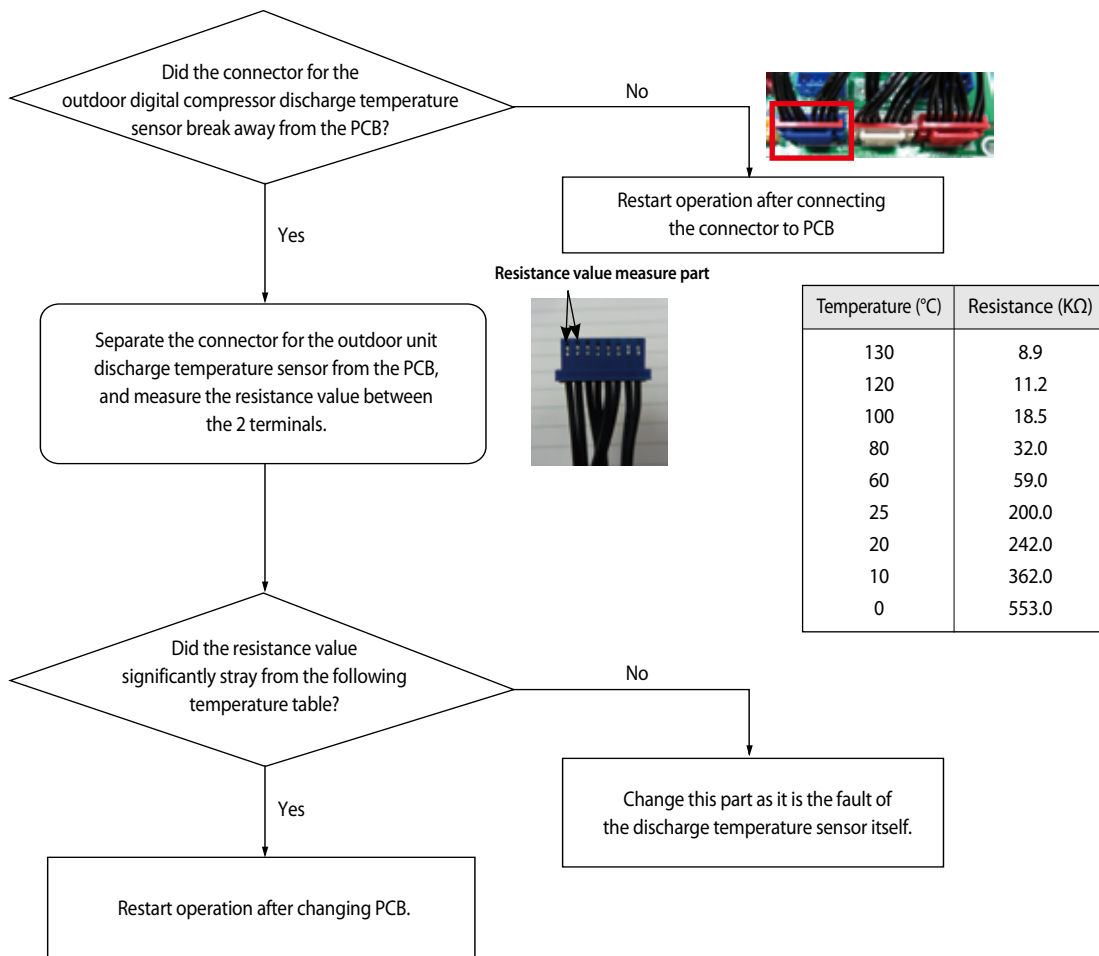 Did the connector for the
outdoor digital compressor discharge temperature
sensor break away from the PCB?
No
Restart operation after connecting
the connector to PCB
Yes
Resistance value measure part
Separate the connector for the outdoor unit
discharge temperature sensor from the PCB,
and measure the resistance value between
the 2 terminals.
Temperature (°C) Resistance (KΩ)
130 8.9
120 11.2
100 18.5
80 32.0
60 59.0
25 200.0
20 242.0
10 362.0
0 553.0
Did the resistance value
significantly stray from the following
temperature table?
No
Change this part as it is the fault of
the discharge temperature sensor itself.
Yes
Restart operation after changing PCB.